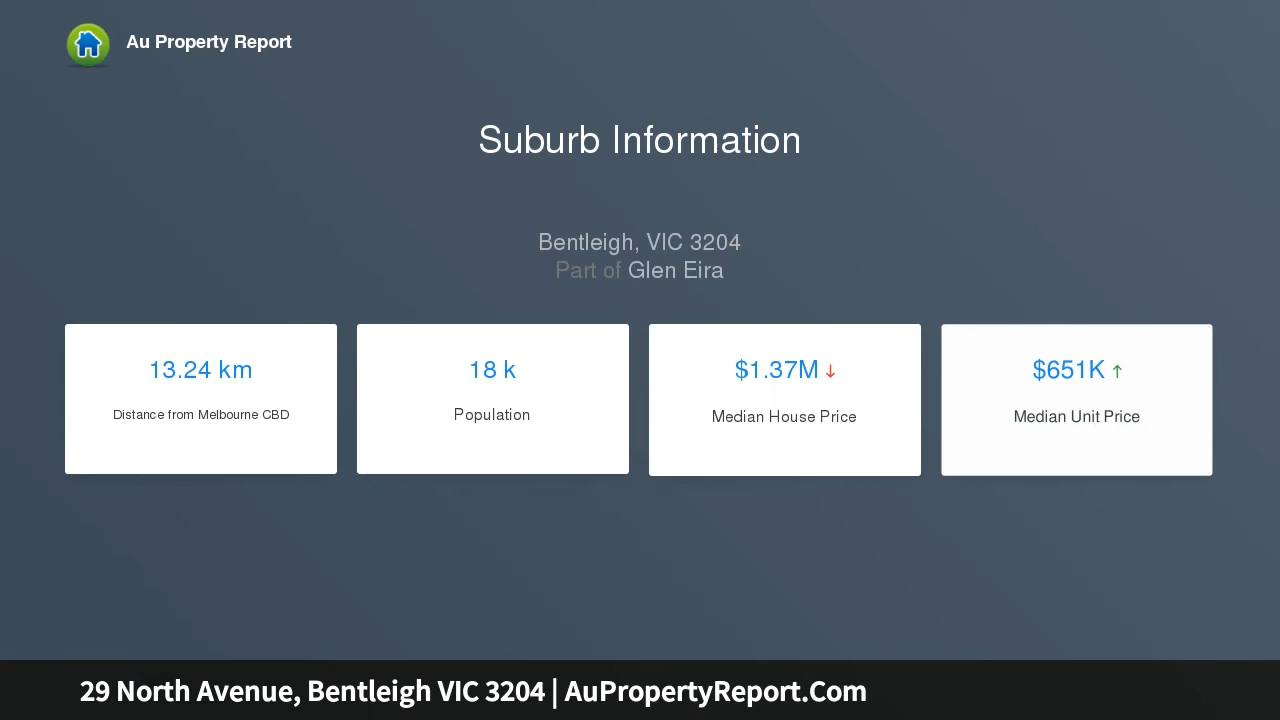 Au Property Report
Suburb Information
Bentleigh, VIC 3204
Part of Glen Eira
13.24 km
Distance from Melbourne CBD
18 k
Population
$1.37M ↓
Median House Price
$651K ↑
Median Unit Price
29 North Avenue, Bentleigh VIC 3204 | AuPropertyReport.Com